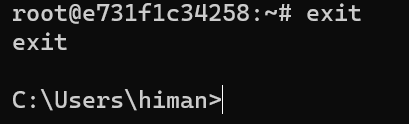 root@e731f1c34258:~# exit
exit
C:\Users\himan>